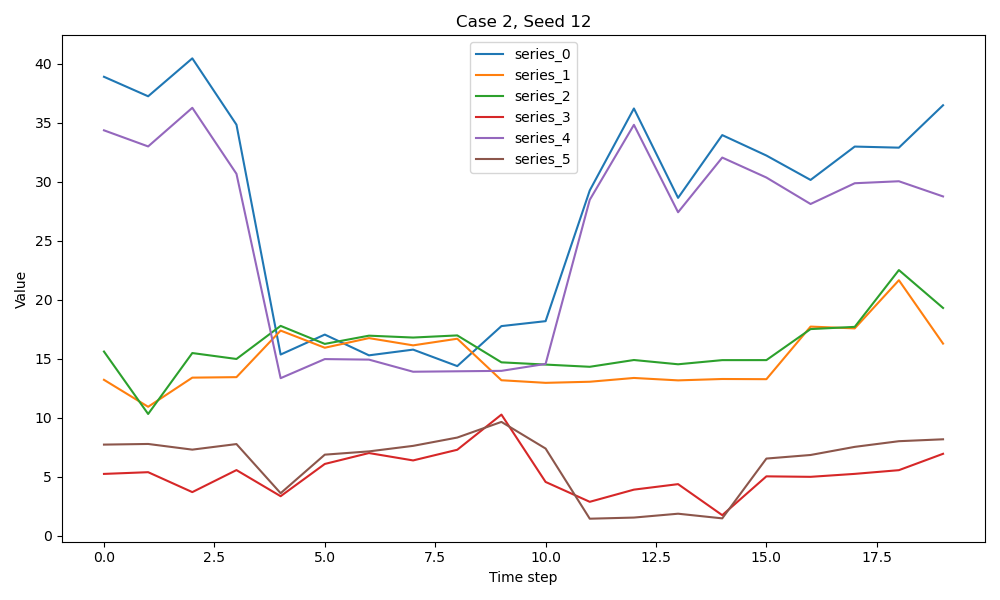 Case 2, Seed 12
series_0
series_1
series_2
series_3
series_4
series_5
Value
40
35
30
25
20
15
10
5
0
0.0 2.5 5.0 7.5 10.0 12.5 15.0 17.5
Time step